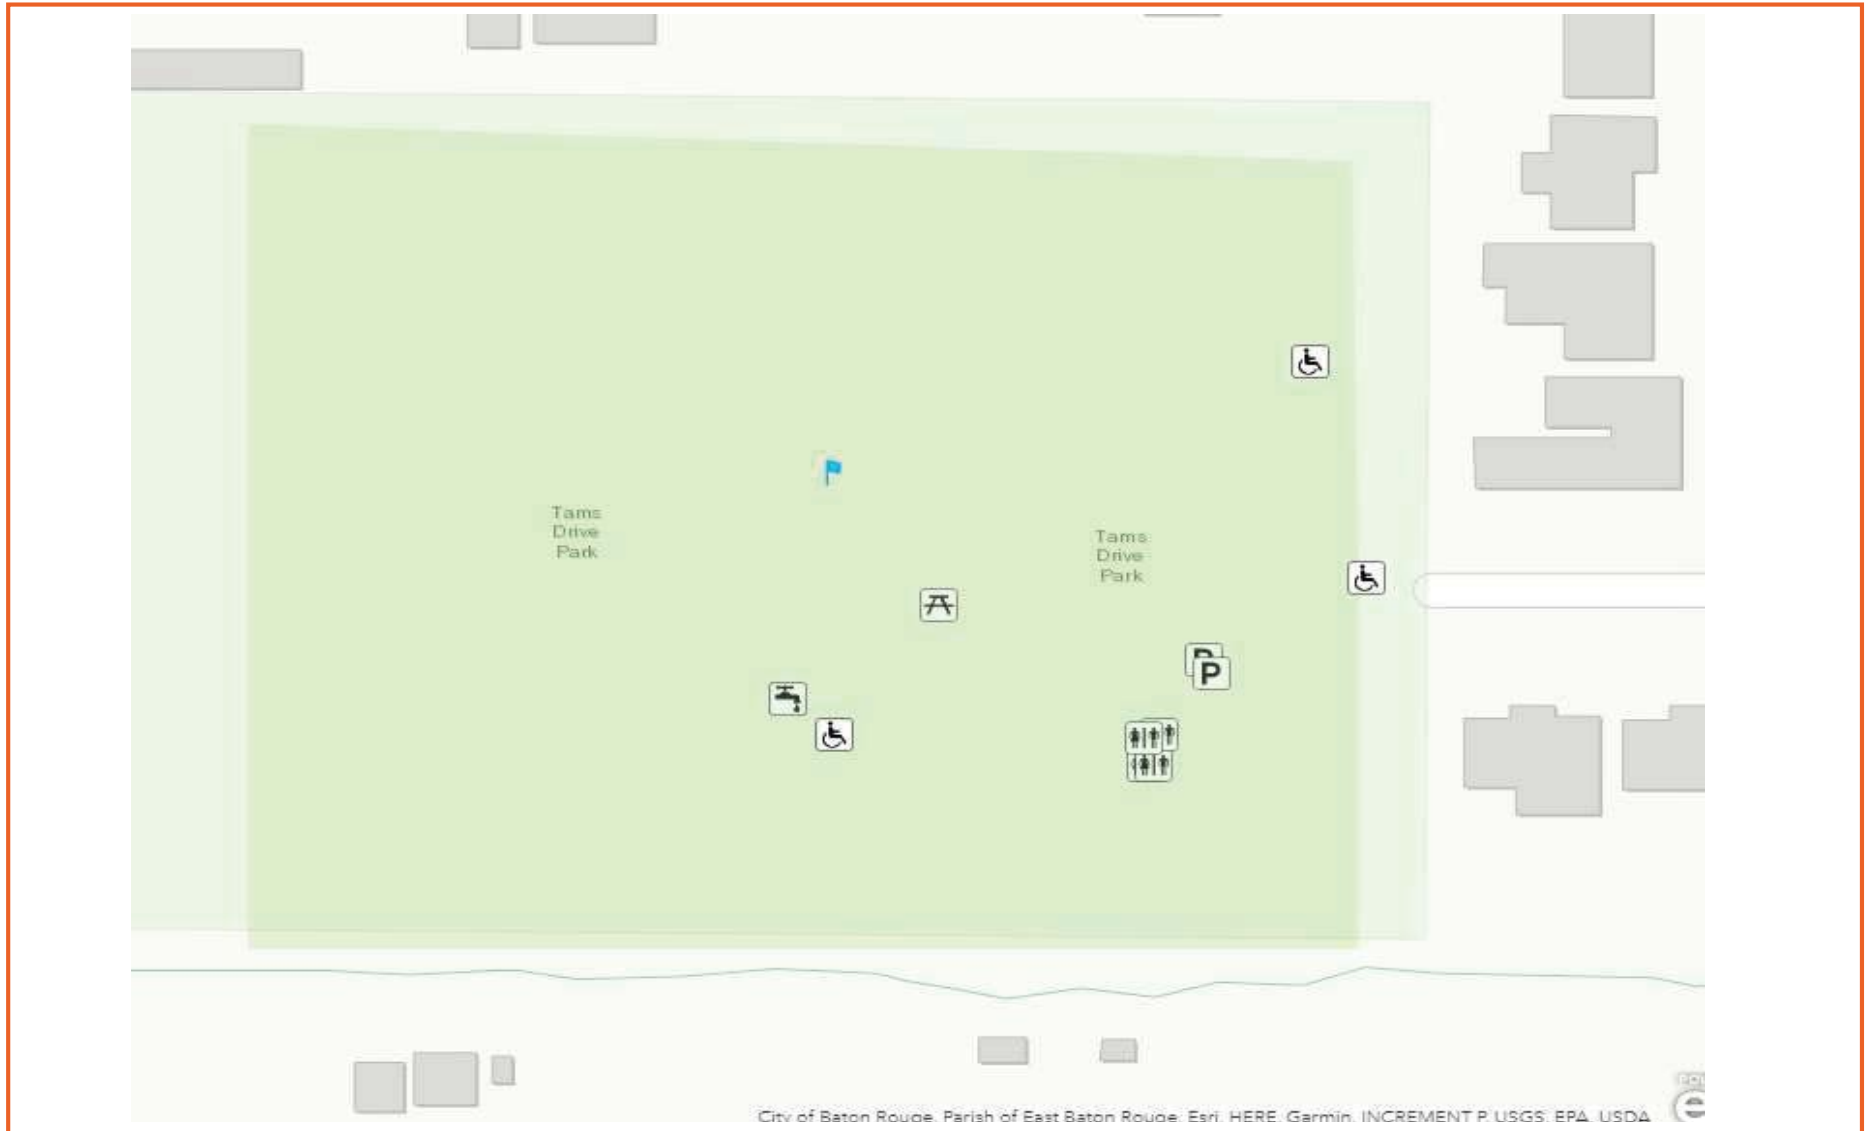 Tams
Drive
Park
Tams
Drive
Park
P
P
City of Baton Rouge, Parish of East Baton Rouge, Esri, HERE, Garmin, INCREMENT P, USGS, EPA, USDA